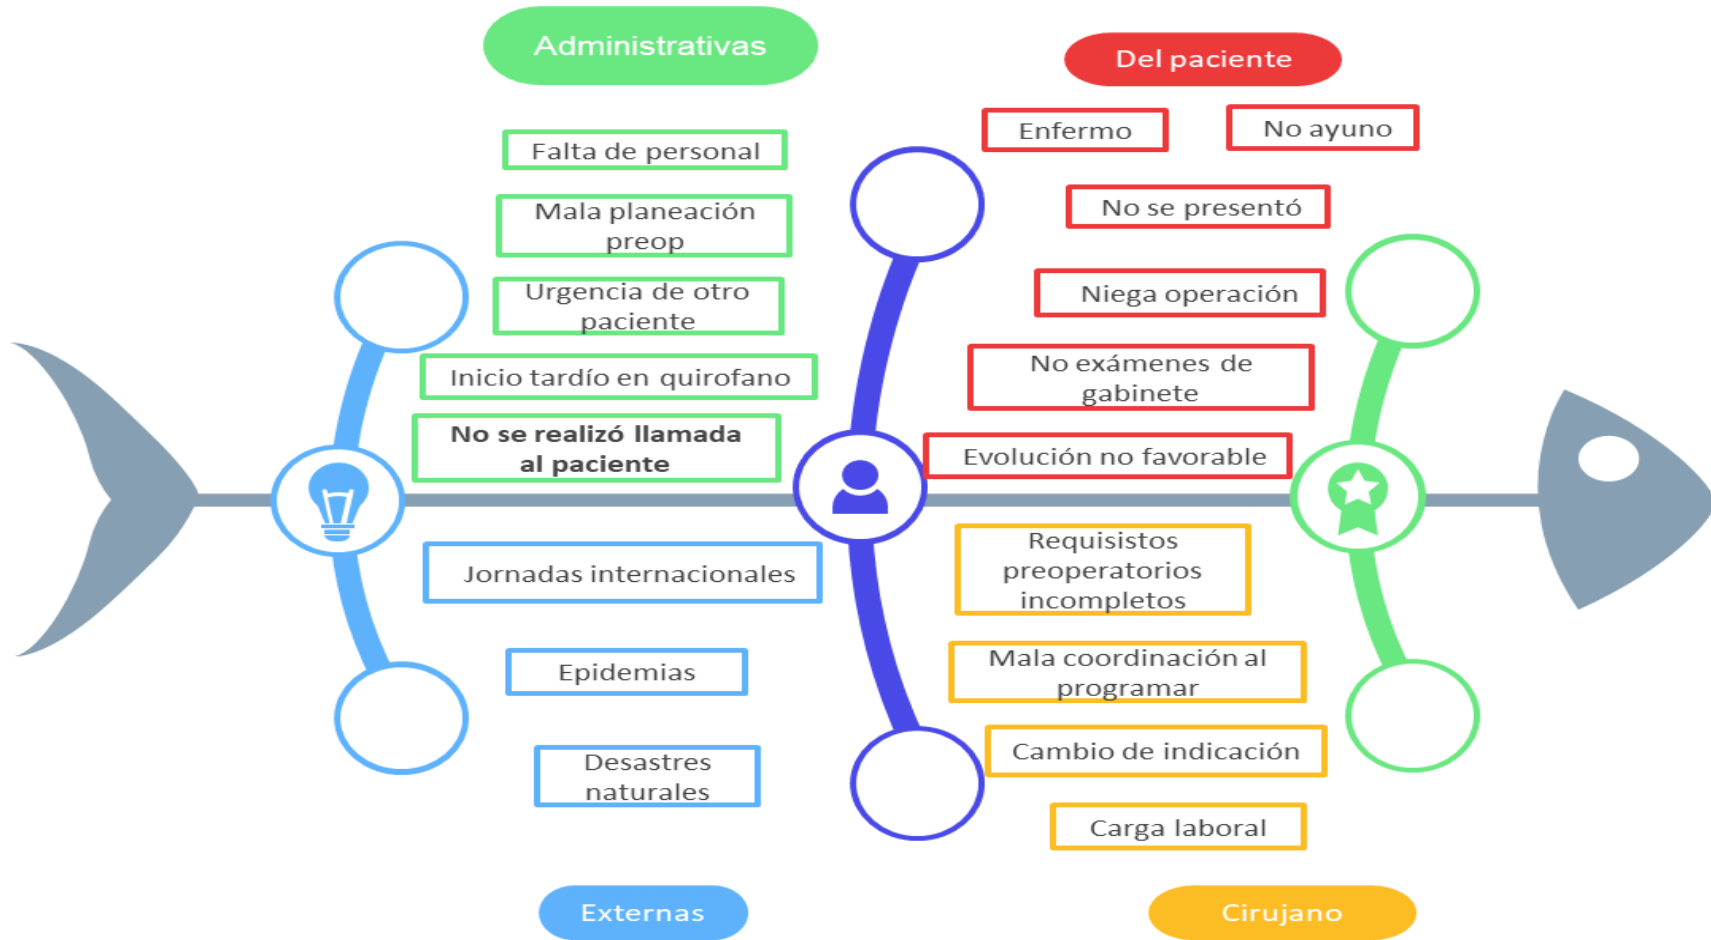 Administrativas
Falta de personal
Mala planeación
preop
Urgencia de otro
paciente
Inicio tardío en quirofano
No se realizó llamada
al paciente
Del paciente
Enfermo
No ayuno
No se presentó
Niega operación
No exámenes de
gabinete
Evolución no favorable
Jornadas internacionales
Epidemias
Desastres
naturales
Externas
Requisistos
preoperatorios
incompletos
Mala coordinación al
programar
Cambio de indicación
Carga laboral
Cirujano